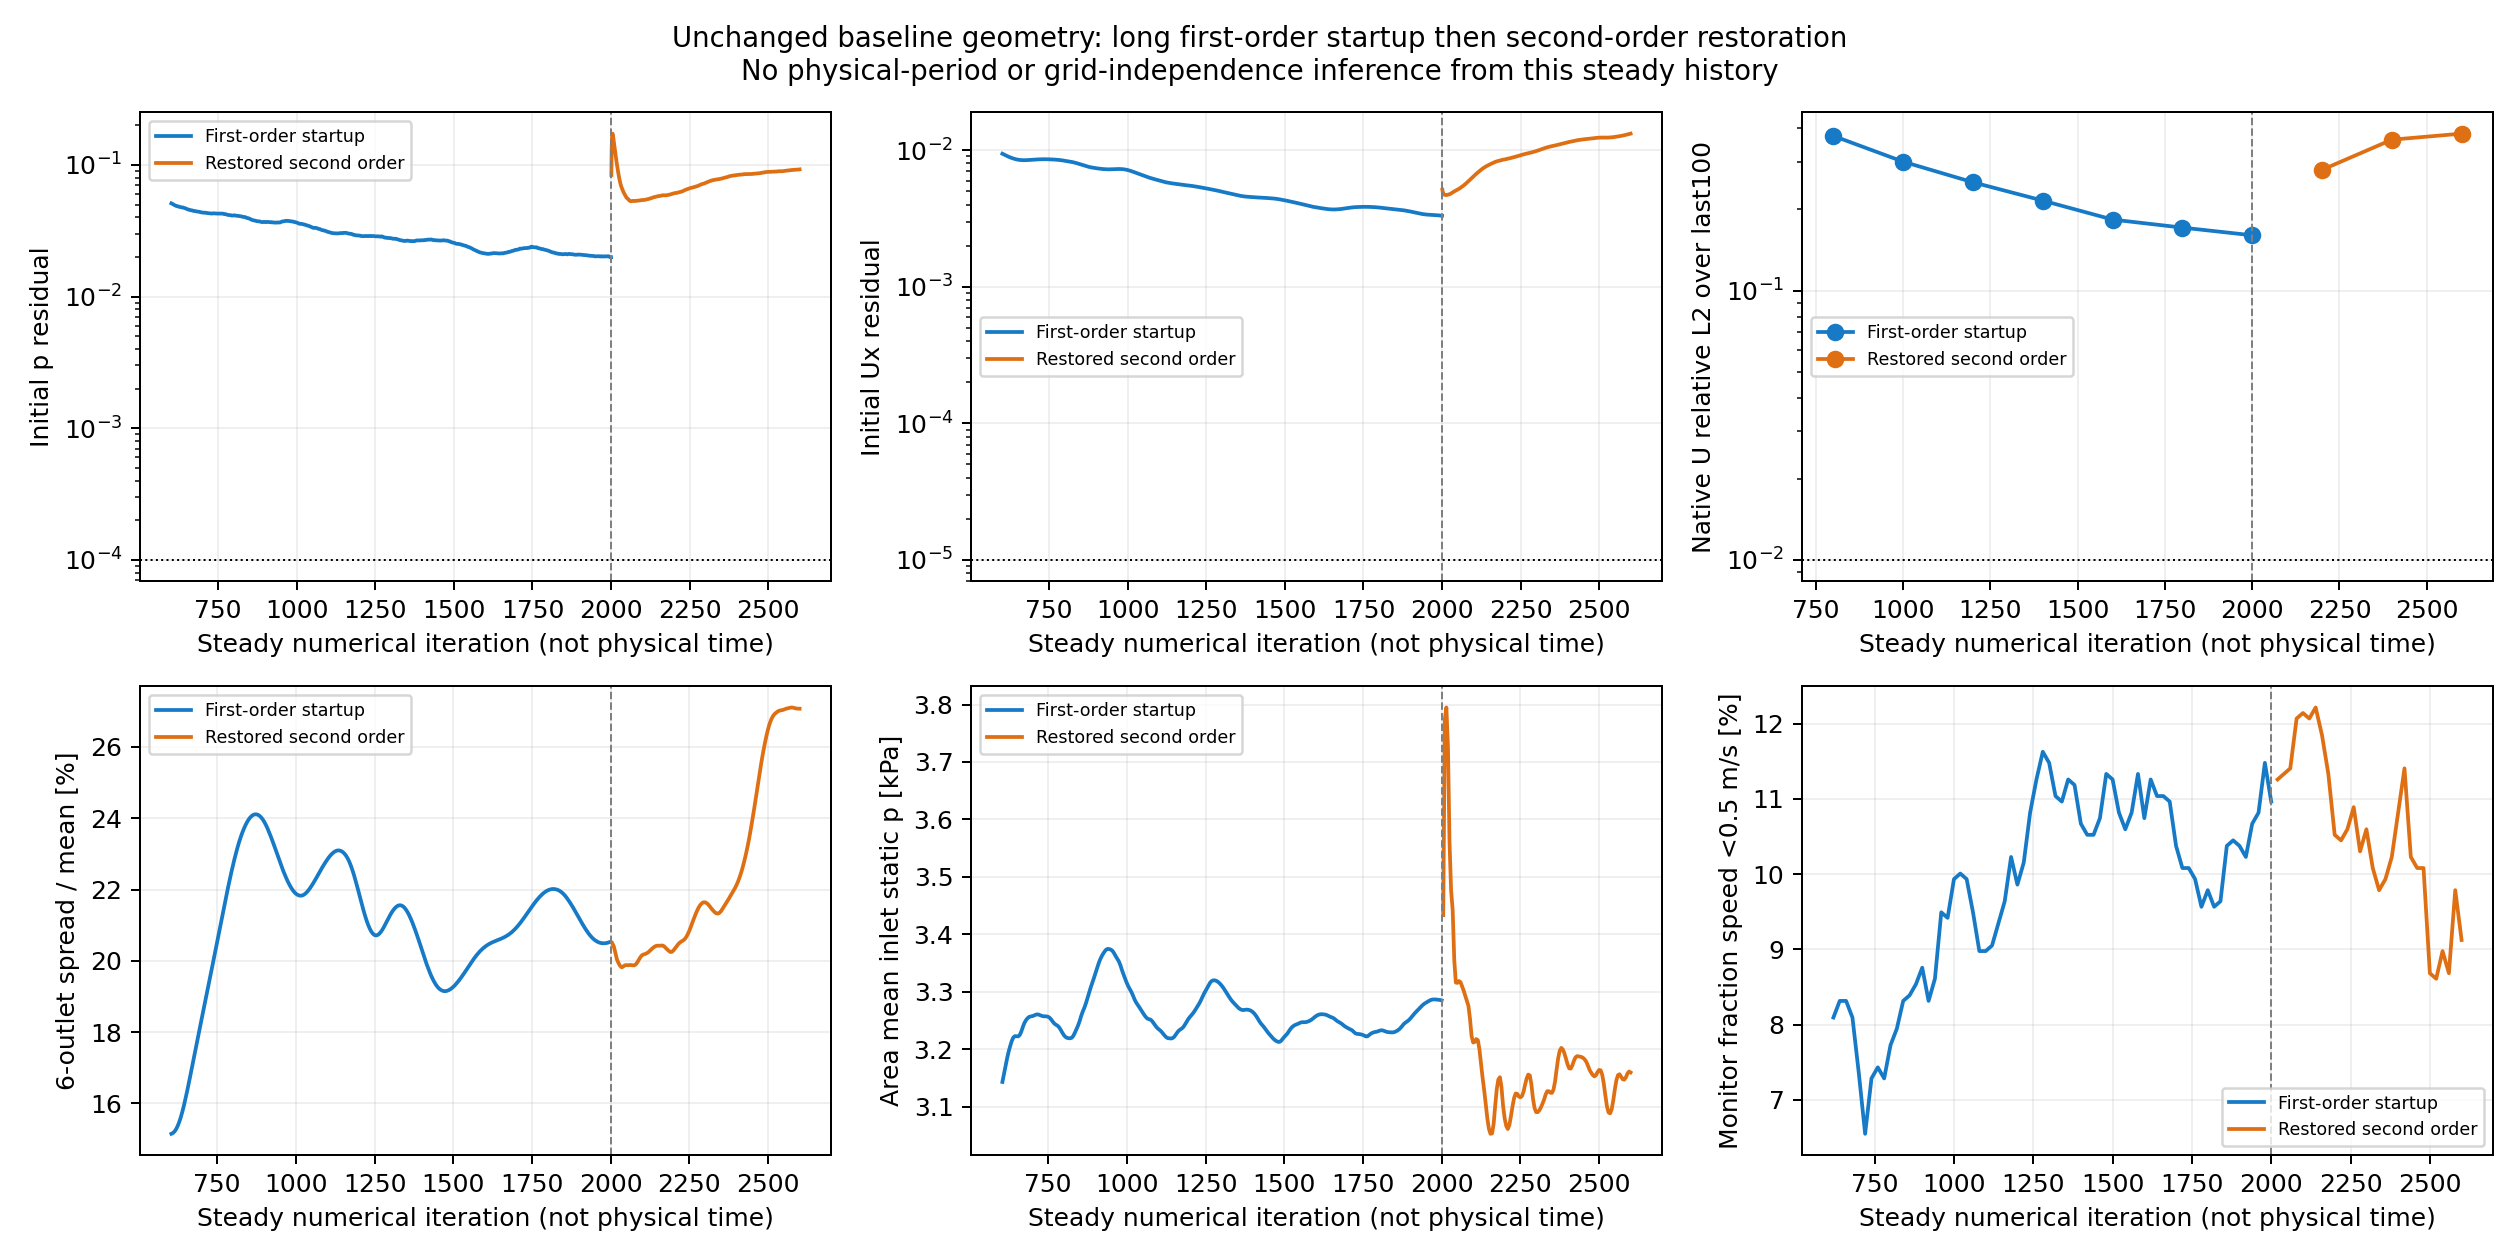 Unchanged baseline geometry: long first-order startup then second-order restoration
No physical-period or grid-independence inference from this steady history
Initial p residual
10⁻¹
10⁻²
10⁻³
10⁻⁴
First-order startup
Restored second order
750 1000 1250 1500 1750 2000 2250 2500
Steady numerical iteration (not physical time)
Initial Ux residual
10⁻²
10⁻³
10⁻⁴
10⁻⁵
First-order startup
Restored second order
750 1000 1250 1500 1750 2000 2250 2500
Steady numerical iteration (not physical time)
Native U relative L2 over last100
10⁻¹
10⁻²
First-order startup
Restored second order
750 1000 1250 1500 1750 2000 2250 2500
Steady numerical iteration (not physical time)
6-outlet spread / mean [%]
26
24
22
20
18
16
First-order startup
Restored second order
750 1000 1250 1500 1750 2000 2250 2500
Steady numerical iteration (not physical time)
Area mean inlet static p [kPa]
3.8
3.7
3.6
3.5
3.4
3.3
3.2
3.1
First-order startup
Restored second order
750 1000 1250 1500 1750 2000 2250 2500
Steady numerical iteration (not physical time)
Monitor fraction speed <0.5 m/s [%]
12
11
10
9
8
7
First-order startup
Restored second order
750 1000 1250 1500 1750 2000 2250 2500
Steady numerical iteration (not physical time)